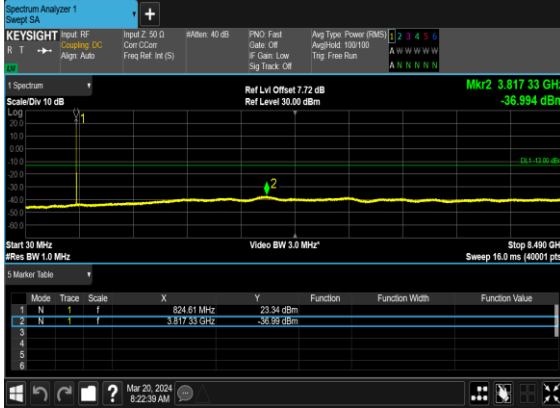 Spectrum Analyzer 1
Swept SA
+
KEYSIGHT
R T
LXI
Input: RF
Coupling: DC
Align: Auto
Input Z: 50 Ω
Corr CCorr
Freq Ref: Int (S)
#Atten: 40 dB
PNO: Fast
Gate: Off
IF Gain: Low
Sig Track: Off
Avg Type: Power (RMS)
Avg|Hold: 100/100
Trig: Free Run
1 2 3 4 5 6
A W W W W W
A N N N N N
1 Spectrum
Scale/Div 10 dB
Ref Lvl Offset 7.72 dB
Ref Level 30.00 dBm
Mkr2 3.817 33 GHz
-36.994 dBm
Log
20.0
10.0
0.00
-10.0
-20.0
-30.0
-40.0
-50.0
-60.0
1
2
DL1 -13.00 dBm
Start 30 MHz
#Res BW 1.0 MHz
Video BW 3.0 MHz*
Stop 8.490 GH
Sweep 16.0 ms (40001 pts
5 Marker Table
Mode Trace Scale X Y Function Function Width Function Value
1 N 1 f 824.61 MHz 23.34 dBm
2 N 1 f 3.817 33 GHz -36.99 dBm
3
4
5
6
?
Mar 20, 2024
8:22:39 AM